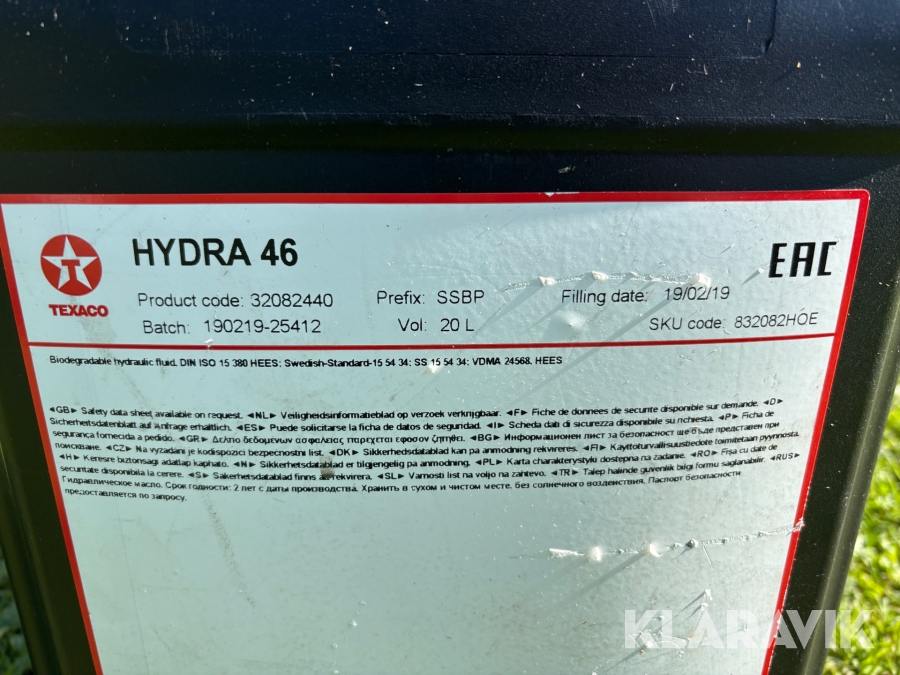 HYDRA 46
EAC
TEXACO
Product code: 32082440 Prefix: SSBP Filling date: 19/02/19
Batch: 190219-25412 Vol: 20 L SKU code: 832082HOE
Biodegradable hydraulic fluid. DIN ISO 15 380 HEES; Swedish-Standard-15 54 34: SS 15 54 34; VDMA 24568. HEES
◄GB► Safety data sheet available on request. ◄NL► Veiligheidsinformatieblad op verzoek verkrijgbaar. ◄F► Fiche de donnees de securite disponible sur demande. ◄D►
Sicherheitsdatenblatt auf Anfrage erhaltlich. ◄ES► Puede solicitarse la ficha de datos de seguridad. ◄I► Scheda dati di sicurezza disponibile su richiesta. ◄P► Ficha de
segurança fornecida a pedido. ◄GR► Δελτιο δεδομενων ασφαλειας παρεχεται εφοσον ζητηθει. ◄BG► Информационен лист за безопасност ще бъде представен при
поискване. ◄CZ► Na vyzadani je kodispozici bezpecnostni list. ◄DK► Sikkerhedsdatablad kan pa anmodning rekvireres. ◄FI► Kayttoturvallisuustiedote toimitetaan pyynnosta.
◄H► Keresre biztonsagi adatlap kaphato. ◄N► Sikkerhetsdatablad er tilgjengelig pa anmodning. ◄PL► Karta charakterystyki dostepna na zadanie. ◄RO► Fişa cu date de
securitate disponibila la cerere. ◄S► Sakerhetsdatablad finns att rekvirera. ◄SL► Varnosti list na voljo na zahtevo. ◄TR► Talep halinde guvenlik bilgi formu saglanabilir. ◄RUS►
Гидравлическое масло. Срок годности: 2 лет с даты производства. Хранить в сухом и чистом месте, без солнечного воздействия. Паспорт безопасности
предоставляется по запросу.
KLARAVIK